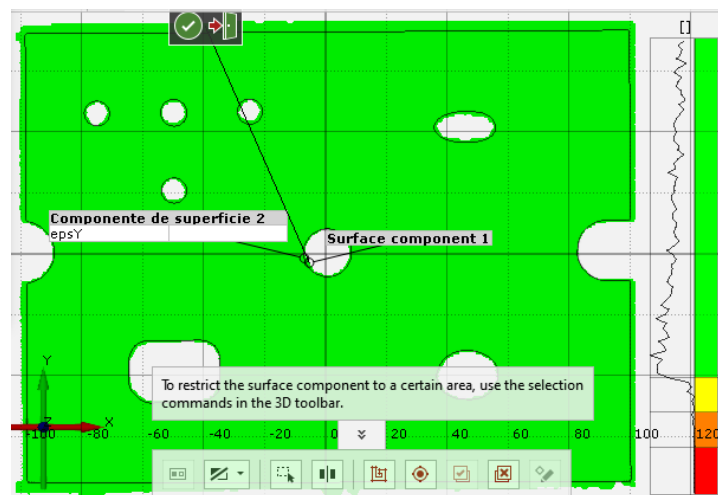 []
Componente de superficie 2
epsY
Surface component 1
Y
To restrict the surface component to a certain area, use the selection
commands in the 3D toolbar.
Z X
-100 -80 -60 -40 -20 0 20 40 60 80 100 120